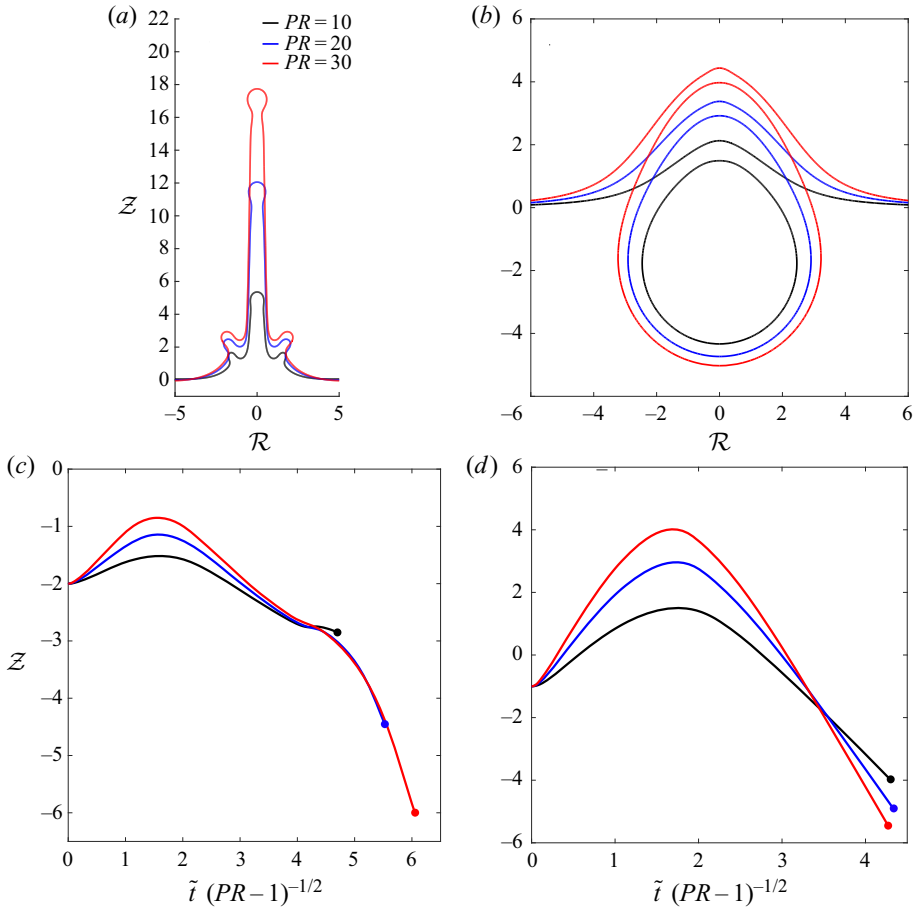 (a)
PR = 10
PR = 20
PR = 30
22
20
18
16
14
12
10
8
6
4
2
0
𝒵
−5 0 5
ℛ
(b)
6
4
2
0
−2
−4
−6 −4 −2 0 2 4 6
ℛ
(c)
0
−1
−2
−3
−4
−5
−6
𝒵
0 1 2 3 4 5 6
t̃ (PR − 1)^{−1/2}
(d)
6
4
2
0
−2
−4
−6
0 1 2 3 4
t̃ (PR − 1)^{−1/2}